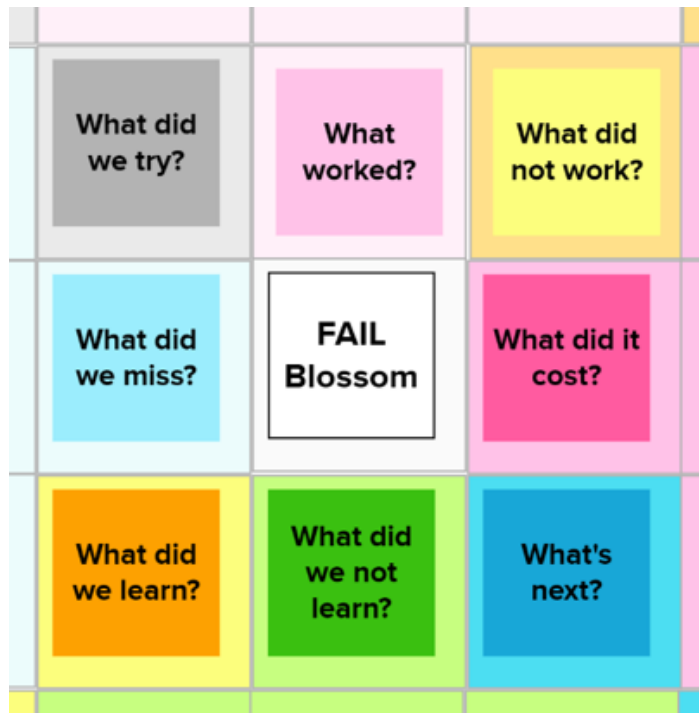 What did
we try?
What
worked?
What did
not work?
What did
we miss?
FAIL
Blossom
What did it
cost?
What did
we learn?
What did
we not
learn?
What's
next?